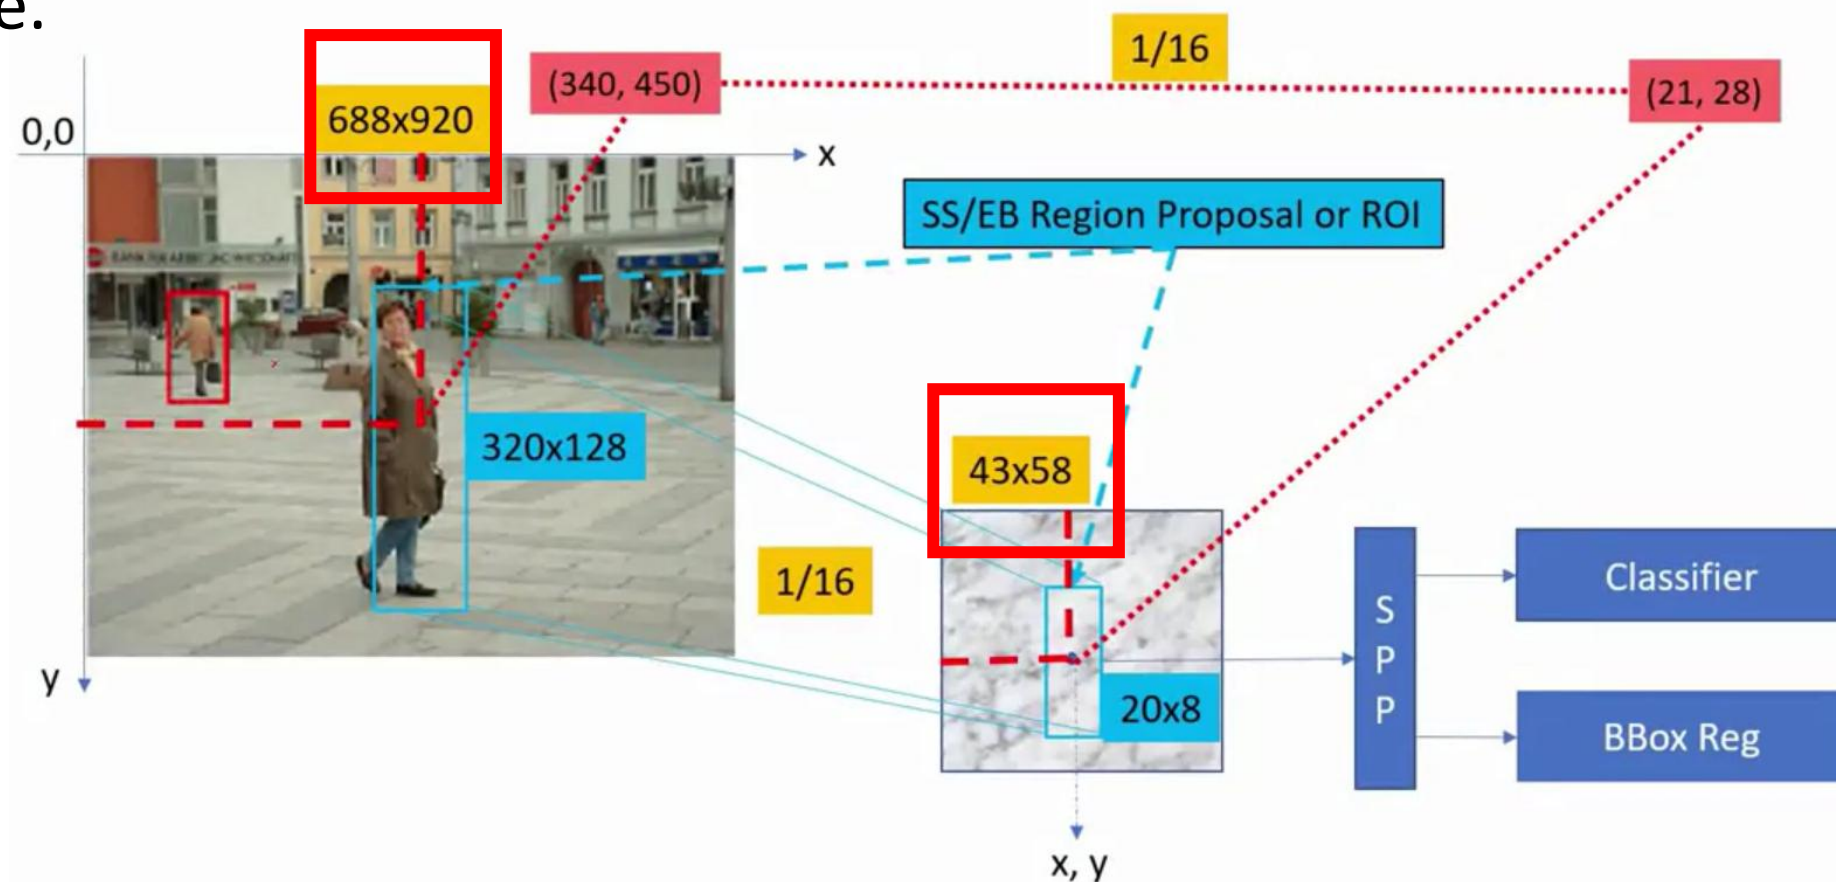 e.
688x920
(340, 450)
1/16
(21, 28)
0,0
x
SS/EB Region Proposal or ROI
320x128
43x58
1/16
y
20x8
S
P
P
Classifier
BBox Reg
x, y